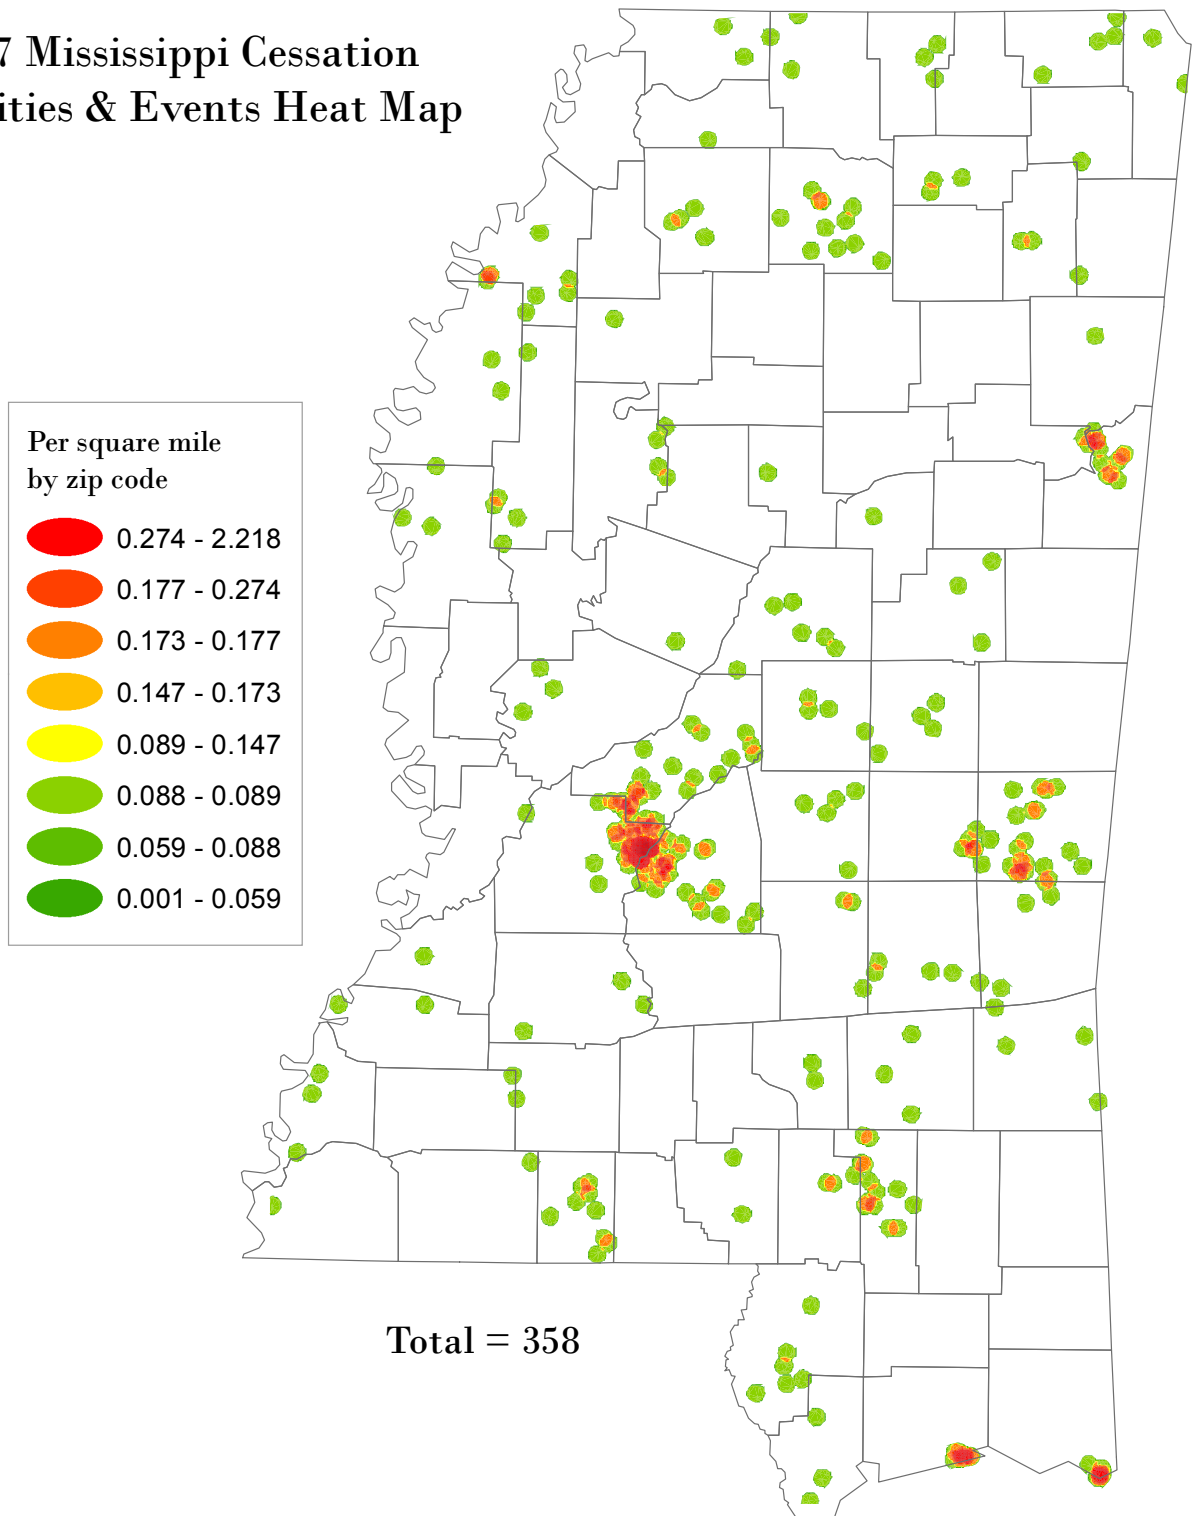 7 Mississippi Cessation
ities & Events Heat Map
Per square mile
by zip code
0.274 - 2.218
0.177 - 0.274
0.173 - 0.177
0.147 - 0.173
0.089 - 0.147
0.088 - 0.089
0.059 - 0.088
0.001 - 0.059
Total = 358